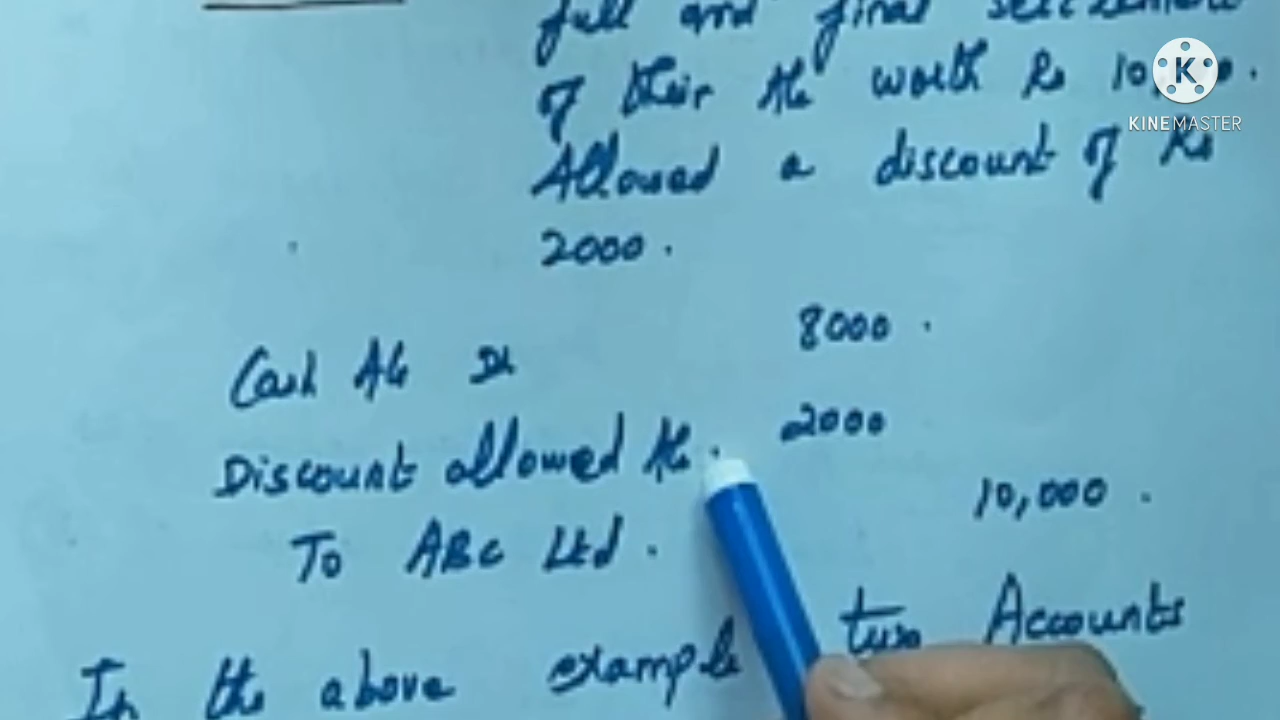 full and final settlement
of their A/c worth Rs 10,000.
K
KINEMASTER
Allowed a discount of Rs
2000.
Cash A/c Dr 8000.
Discount allowed A/c. 2000
To ABC Ltd. 10,000.
In the above example two Accounts